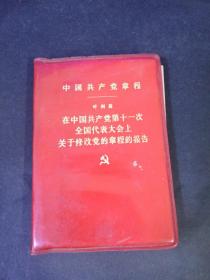 中国共产党章程
叶剑英
在中国共产党第十一次
全国代表大会上
关于修改党的章程的报告